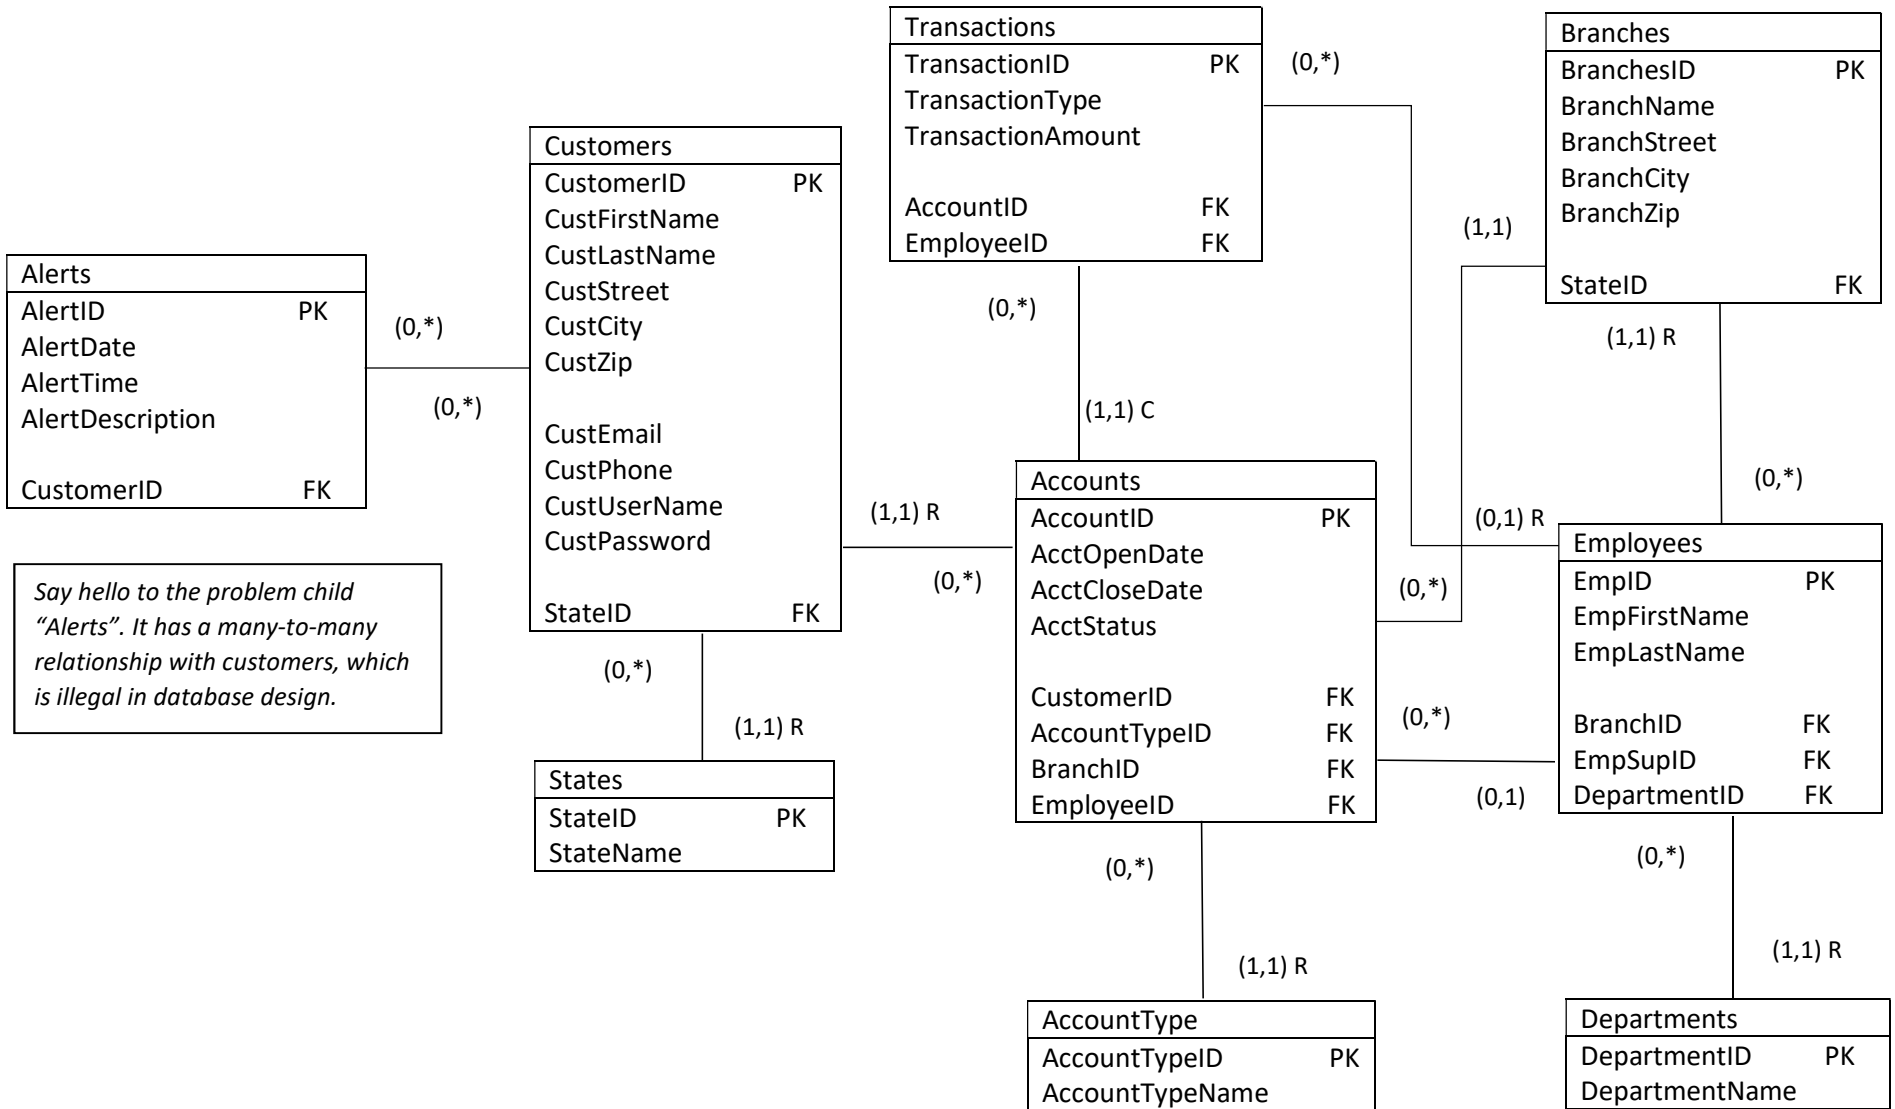 Transactions
TransactionID PK
TransactionType
TransactionAmount
AccountID FK
EmployeeID FK
(0,*)
(0,*)
Branches
BranchesID PK
BranchName
BranchStreet
BranchCity
BranchZip
StateID FK
(1,1)
(1,1) R
Customers
CustomerID PK
CustFirstName
CustLastName
CustStreet
CustCity
CustZip
CustEmail
CustPhone
CustUserName
CustPassword
StateID FK
Alerts
AlertID PK
AlertDate
AlertTime
AlertDescription
CustomerID FK
(0,*)
(0,*)
(1,1) C
(1,1) R
(0,*)
Accounts
AccountID PK
AcctOpenDate
AcctCloseDate
AcctStatus
CustomerID FK
AccountTypeID FK
BranchID FK
EmployeeID FK
(0,*)
(0,1) R
(0,*)
(0,*)
(0,1)
Employees
EmpID PK
EmpFirstName
EmpLastName
BranchID FK
EmpSupID FK
DepartmentID FK
Say hello to the problem child
“Alerts”. It has a many-to-many
relationship with customers, which
is illegal in database design.
(0,*)
(1,1) R
States
StateID PK
StateName
(0,*)
(1,1) R
AccountType
AccountTypeID PK
AccountTypeName
(0,*)
(1,1) R
Departments
DepartmentID PK
DepartmentName